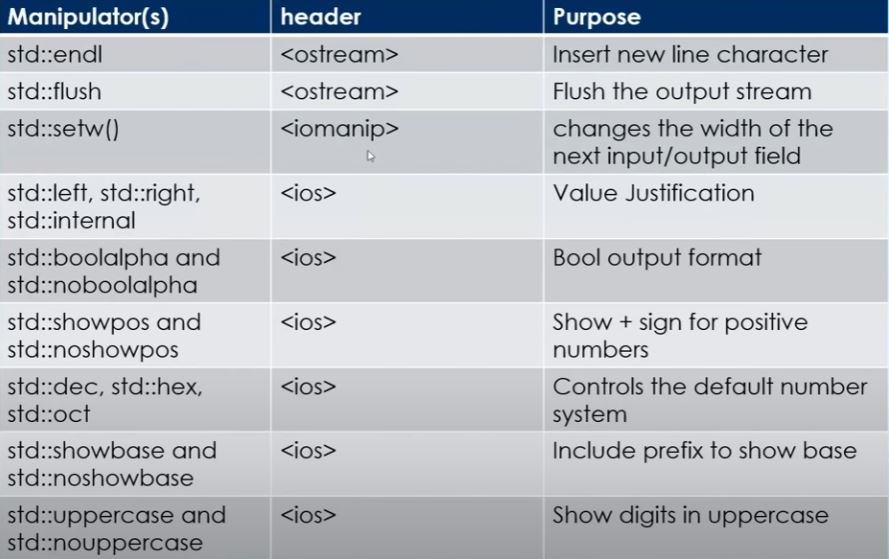 Manipulator(s) header Purpose
std::endl <ostream> Insert new line character
std::flush <ostream> Flush the output stream
std::setw() <iomanip> changes the width of the
next input/output field
std::left, std::right, <ios> Value Justification
std::internal
std::boolalpha and <ios> Bool output format
std::noboolalpha
std::showpos and <ios> Show + sign for positive
std::noshowpos numbers
std::dec, std::hex, <ios> Controls the default number
std::oct system
std::showbase and <ios> Include prefix to show base
std::noshowbase
std::uppercase and <ios> Show digits in uppercase
std::nouppercase